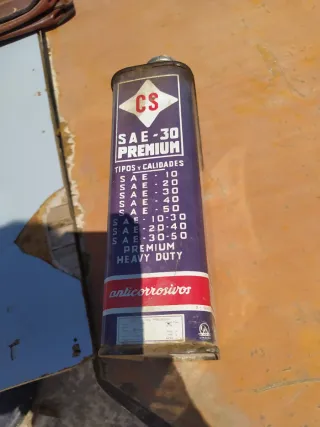 CS
SAE-30
PREMIUM
TIPOS Y CALIDADES
SAE-10
SAE-20
SAE-30
SAE-40
SAE-50
SAE-10-30
SAE-20-40
SAE-30-50
PREMIUM
HEAVY DUTY
anticorrosivos